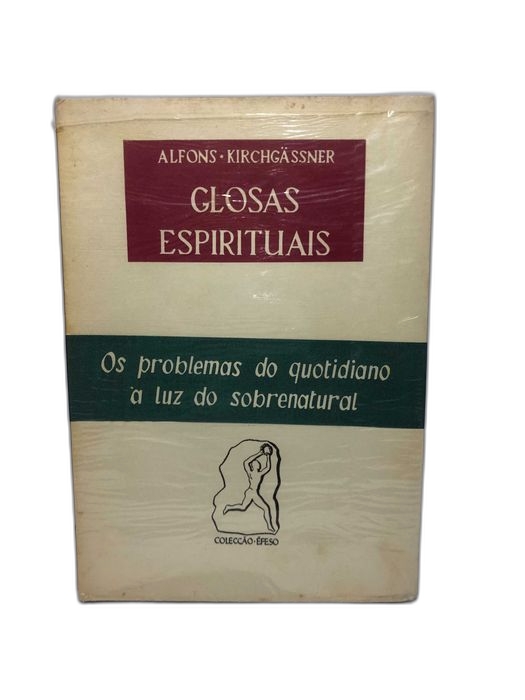 ALFONS · KIRCHGÄSSNER
GLOSAS
ESPIRITUAIS
Os problemas do quotidiano
à luz do sobrenatural
COLECÇÃO · ÉFESO